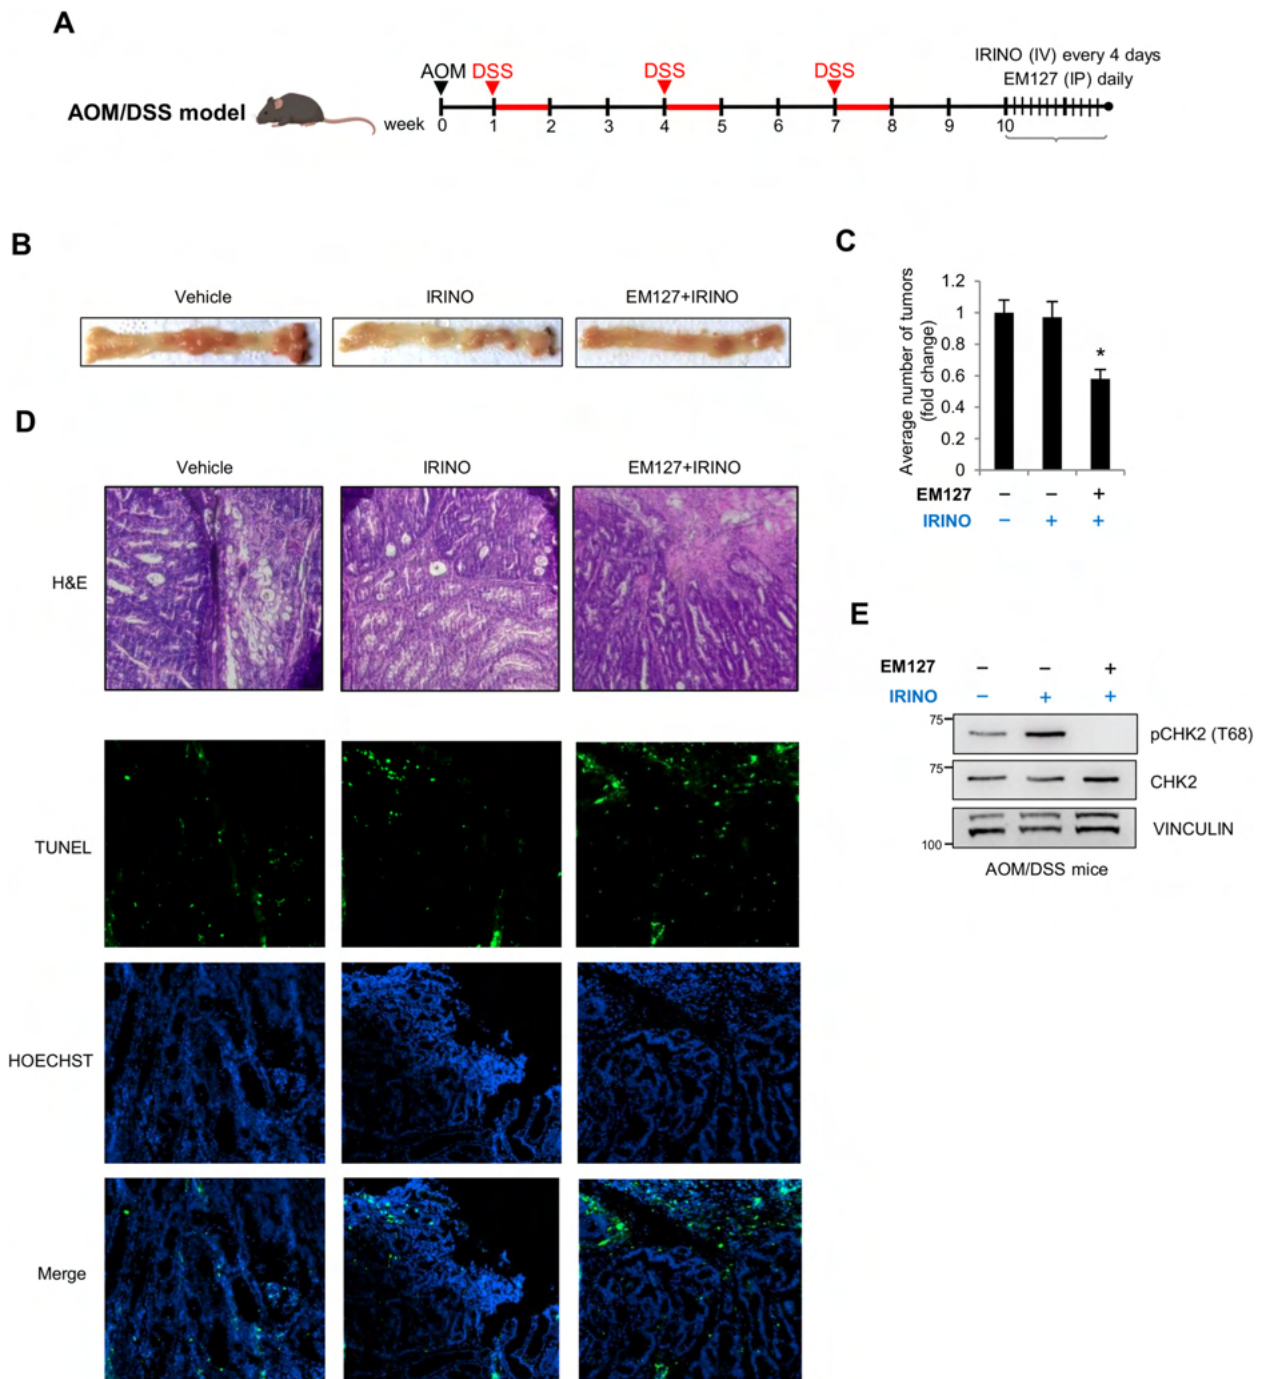 A
AOM/DSS model
IRINO (IV) every 4 days
EM127 (IP) daily
AOM DSS DSS DSS
week 0 1 2 3 4 5 6 7 8 9 10
B
Vehicle IRINO EM127+IRINO
C
Average number of tumors
(fold change)
1.2
1
0.8
0.6
0.4
0.2
0
*
EM127 – – +
IRINO – + +
D
Vehicle IRINO EM127+IRINO
H&E
TUNEL
HOECHST
Merge
E
EM127 – – +
IRINO – + +
75 pCHK2 (T68)
75 CHK2
VINCULIN
100
AOM/DSS mice